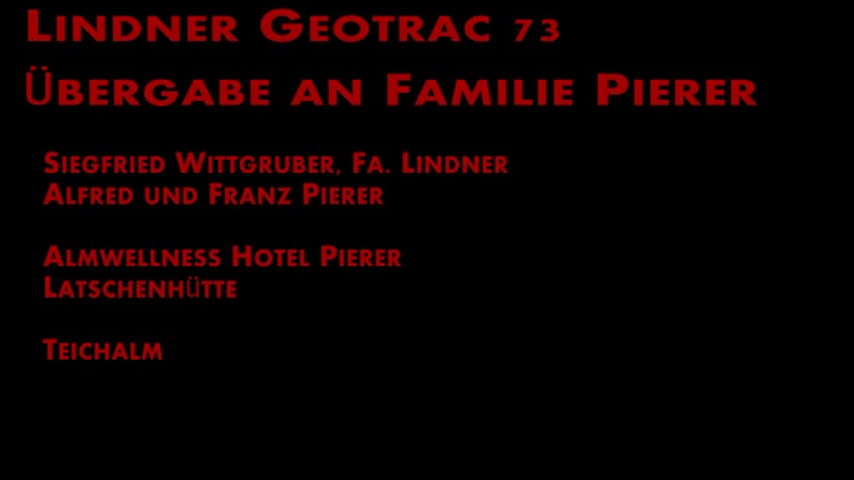 Lindner Geotrac 73
Übergabe an Familie Pierer
Siegfried Wittgruber, Fa. Lindner
Alfred und Franz Pierer
Almwellness Hotel Pierer
Latschenhütte
Teichalm